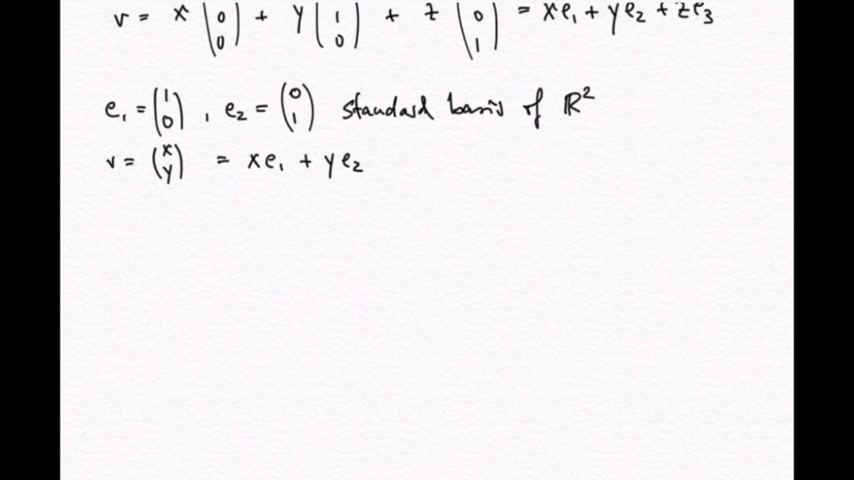 v = x (0 0) + y (1 0) + z (0 1) = xe₁ + ye₂ + ze₃
e₁ = (1 0), e₂ = (0 1) standard basis of ℝ²
v = (x y) = xe₁ + ye₂